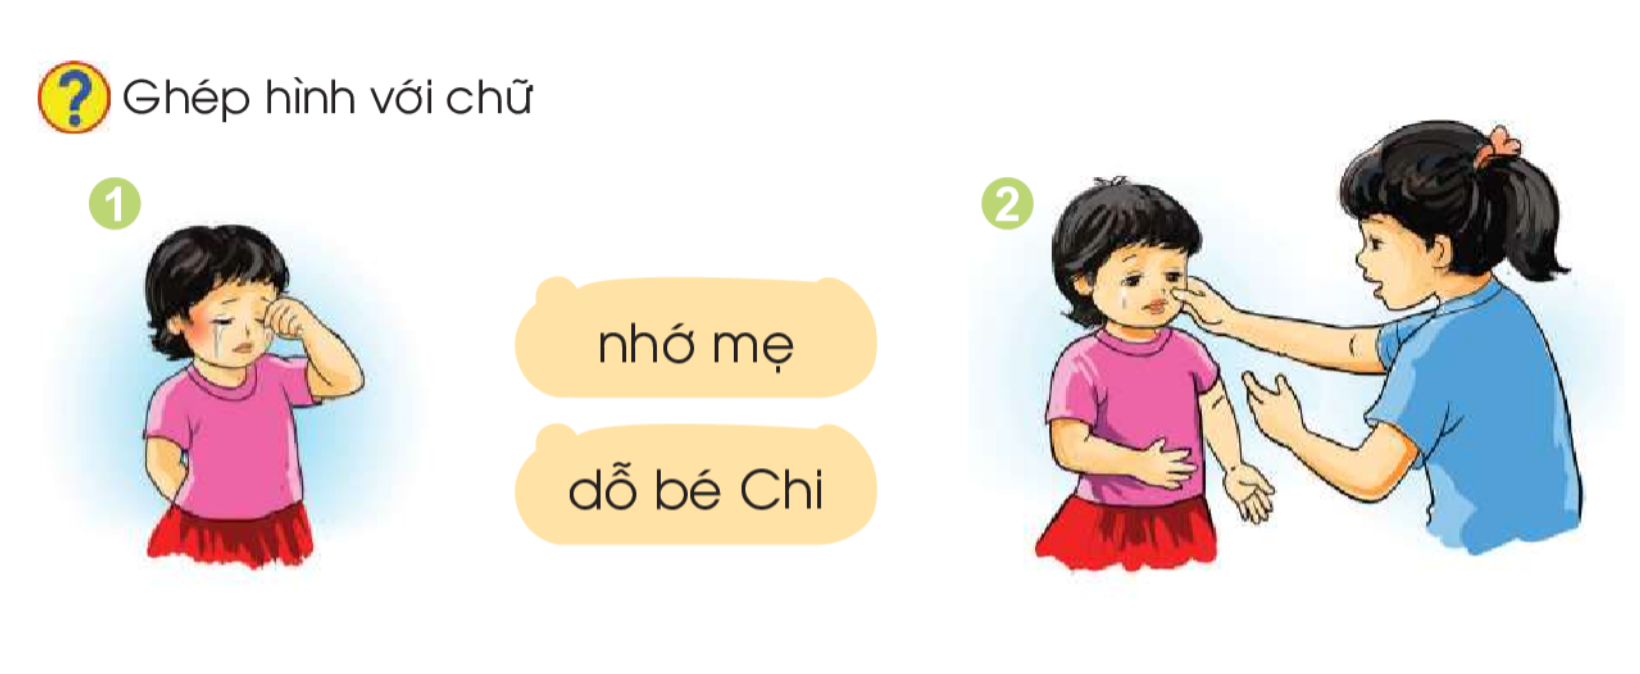 ? Ghép hình với chữ
1
2
nhớ mẹ
dỗ bé Chi